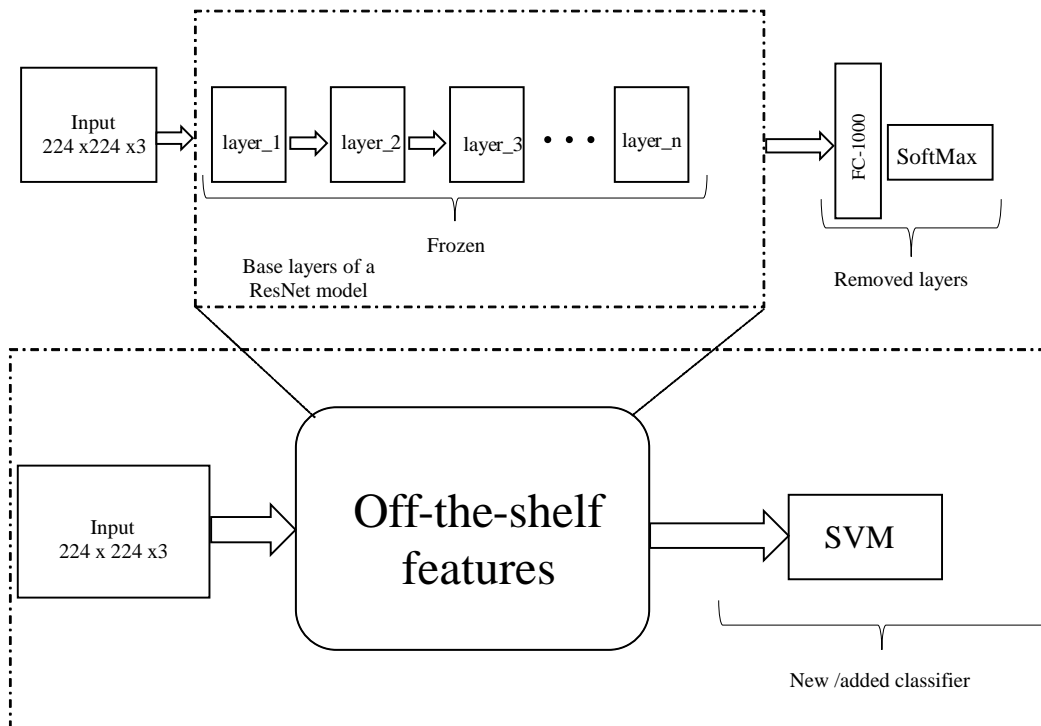 Input
224 x224 x3
layer_1
layer_2
layer_3
• • •
layer_n
FC-1000
SoftMax
Frozen
Base layers of a
ResNet model
Removed layers
Input
224 x 224 x3
Off-the-shelf
features
SVM
New /added classifier